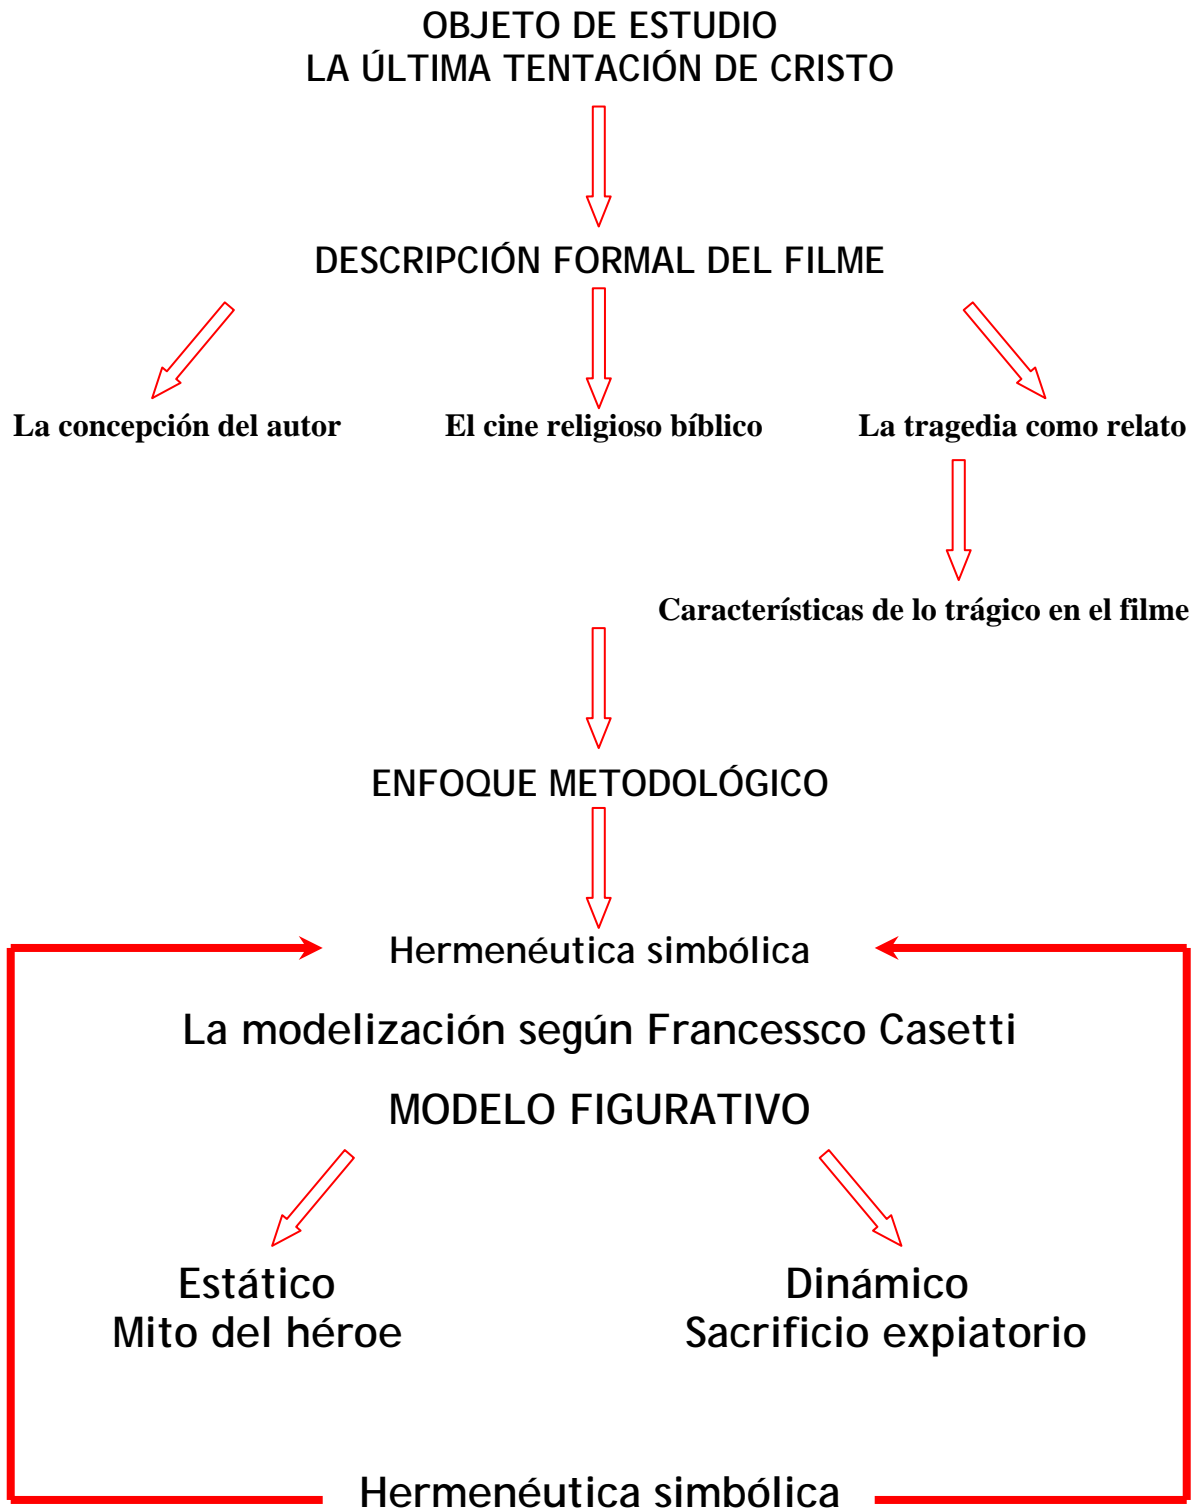 OBJETO DE ESTUDIO
LA ÚLTIMA TENTACIÓN DE CRISTO
DESCRIPCIÓN FORMAL DEL FILME
La concepción del autor
El cine religioso bíblico
La tragedia como relato
Características de lo trágico en el filme
ENFOQUE METODOLÓGICO
Hermenéutica simbólica
La modelización según Francessco Casetti
MODELO FIGURATIVO
Estático
Mito del héroe
Dinámico
Sacrificio expiatorio
Hermenéutica simbólica